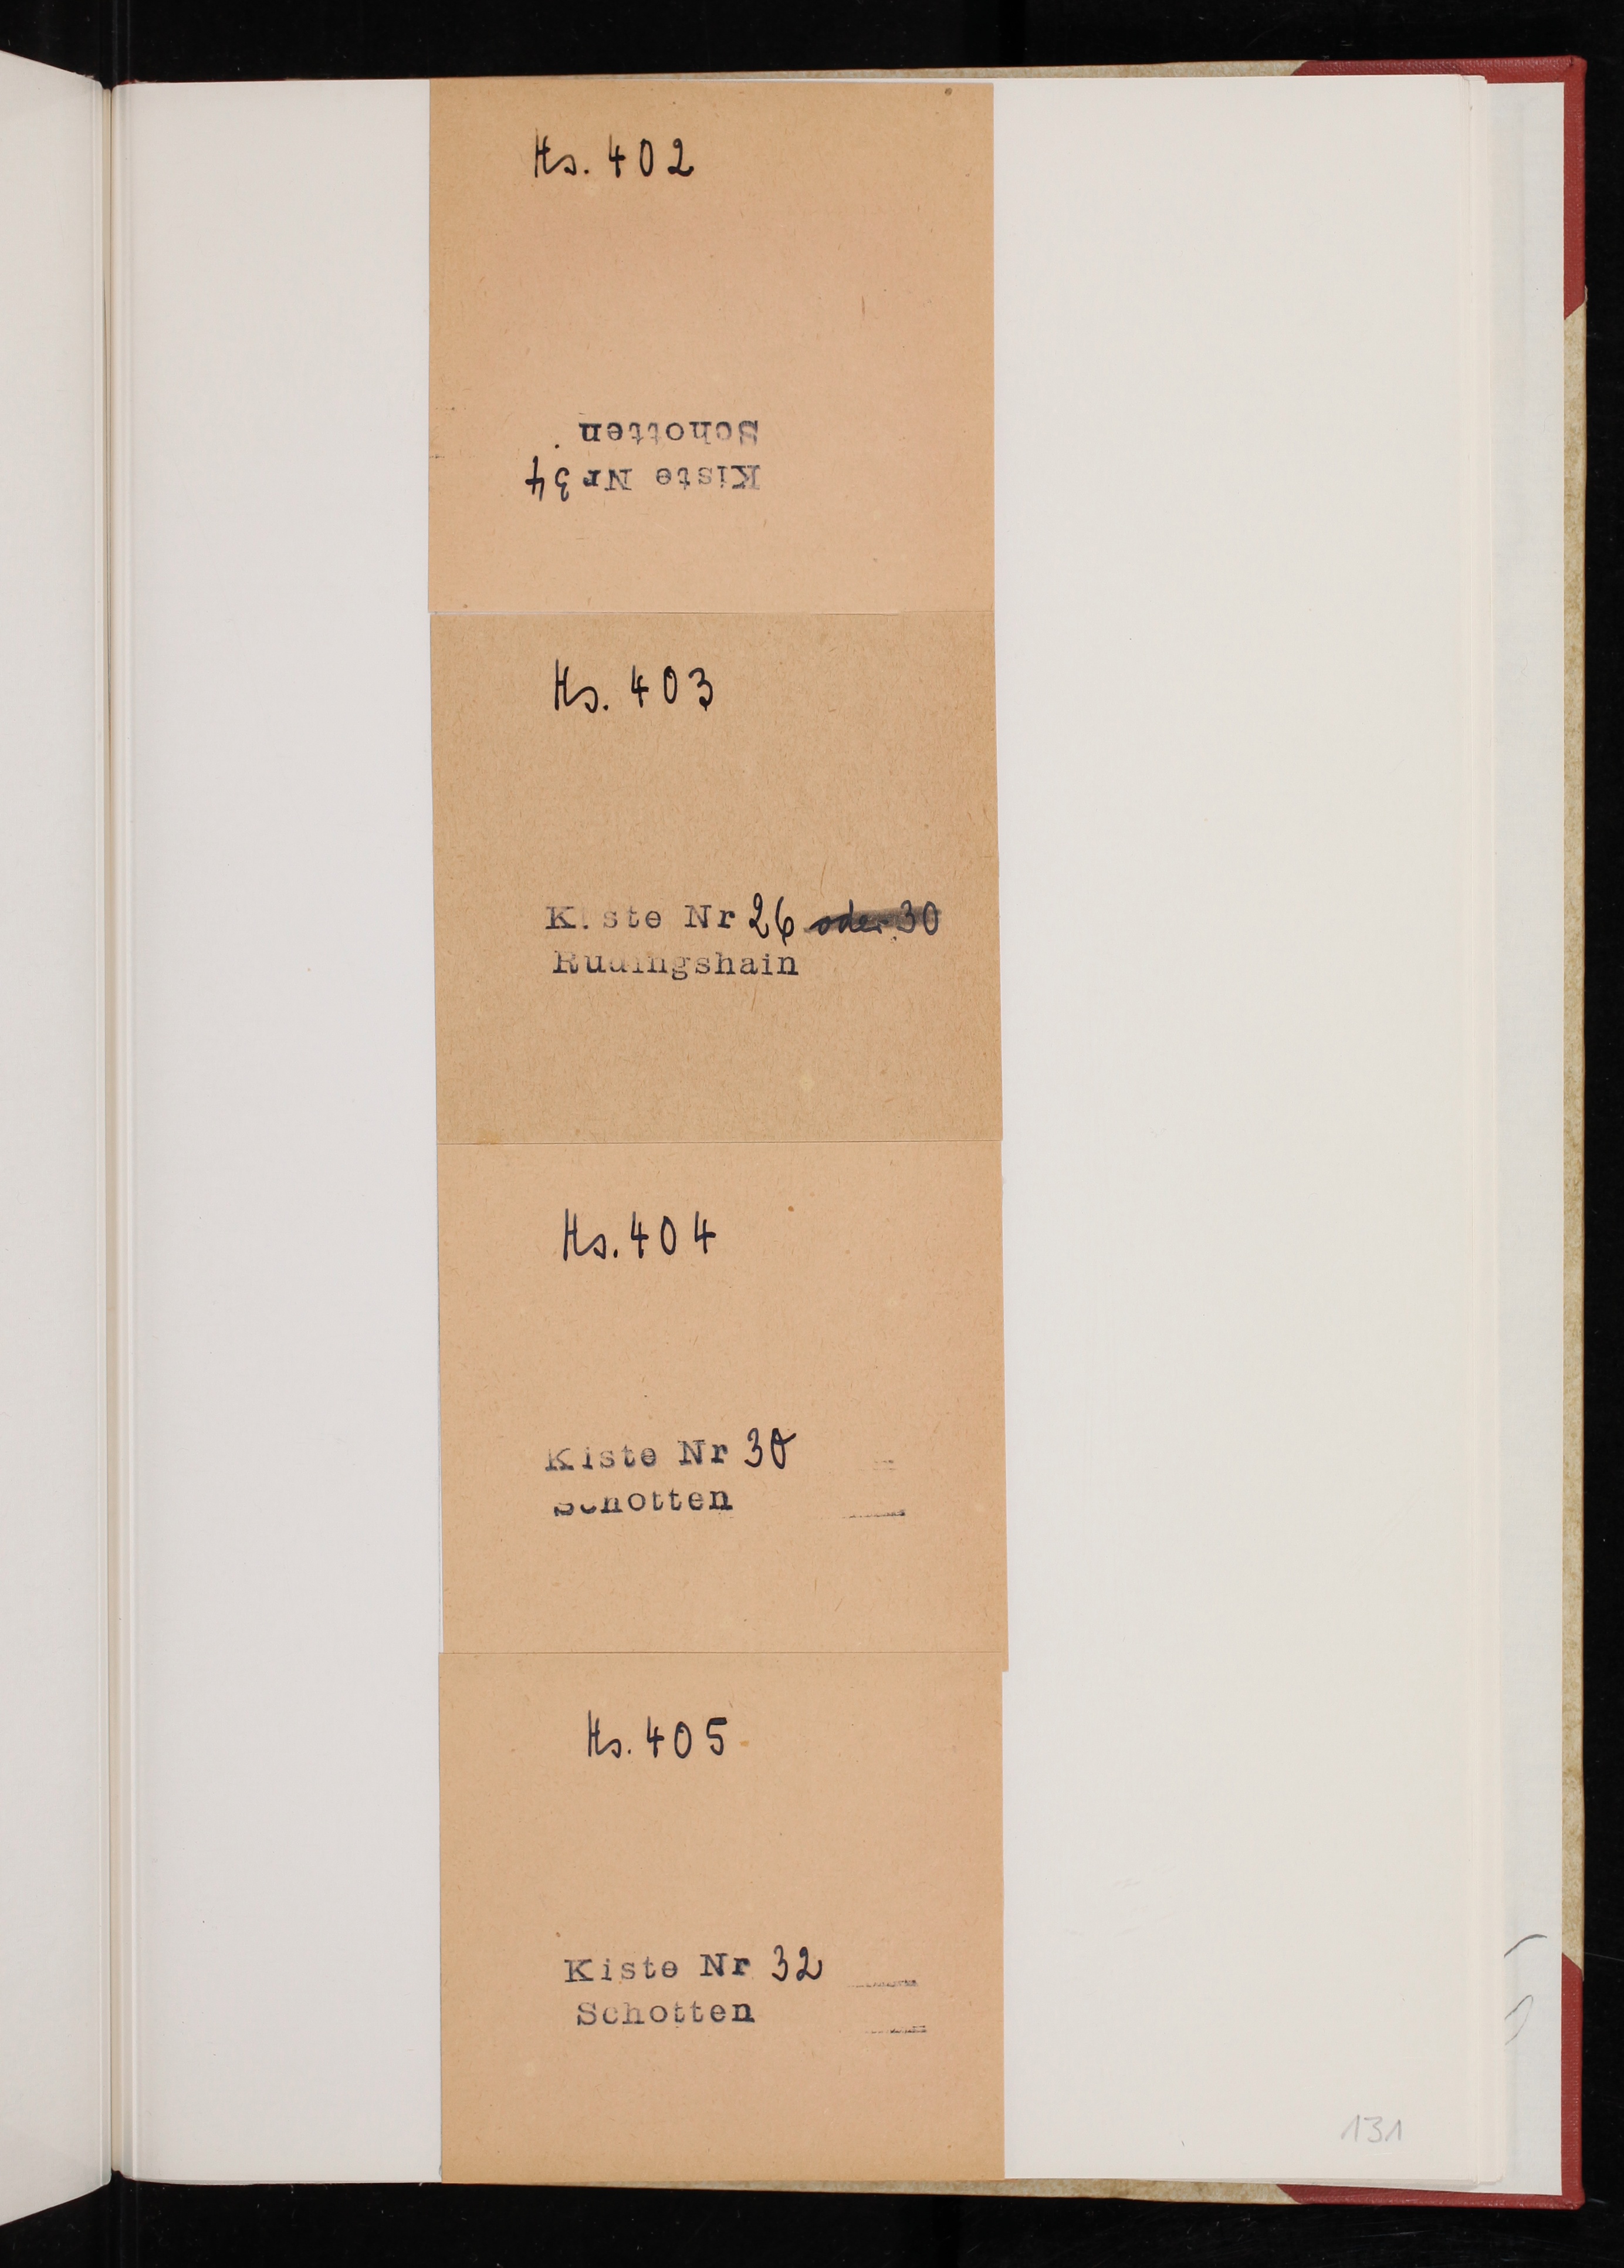 Hs. 402
Kiste Nr 34
Schotten
Hs. 403
Kiste Nr 26 oder 30
Rudingshain
Hs. 404
Kiste Nr 30
Schotten
Hs. 405
Kiste Nr 32
Schotten
131